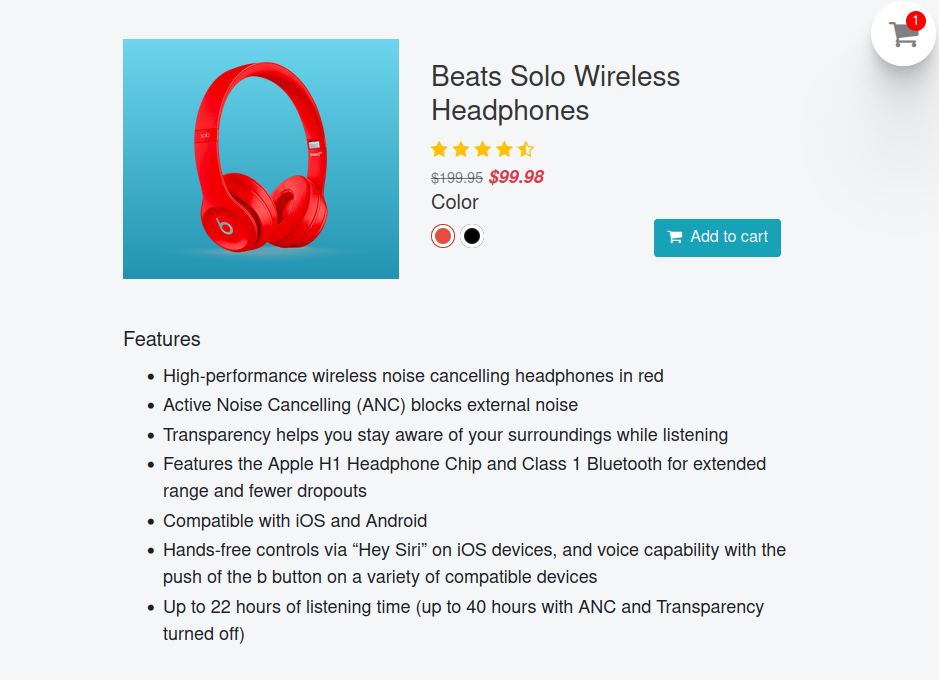 1
Beats Solo Wireless
Headphones
$199.95 $99.98
Color
Add to cart
Features
• High-performance wireless noise cancelling headphones in red
• Active Noise Cancelling (ANC) blocks external noise
• Transparency helps you stay aware of your surroundings while listening
• Features the Apple H1 Headphone Chip and Class 1 Bluetooth for extended
range and fewer dropouts
• Compatible with iOS and Android
• Hands-free controls via “Hey Siri” on iOS devices, and voice capability with the
push of the b button on a variety of compatible devices
• Up to 22 hours of listening time (up to 40 hours with ANC and Transparency
turned off)